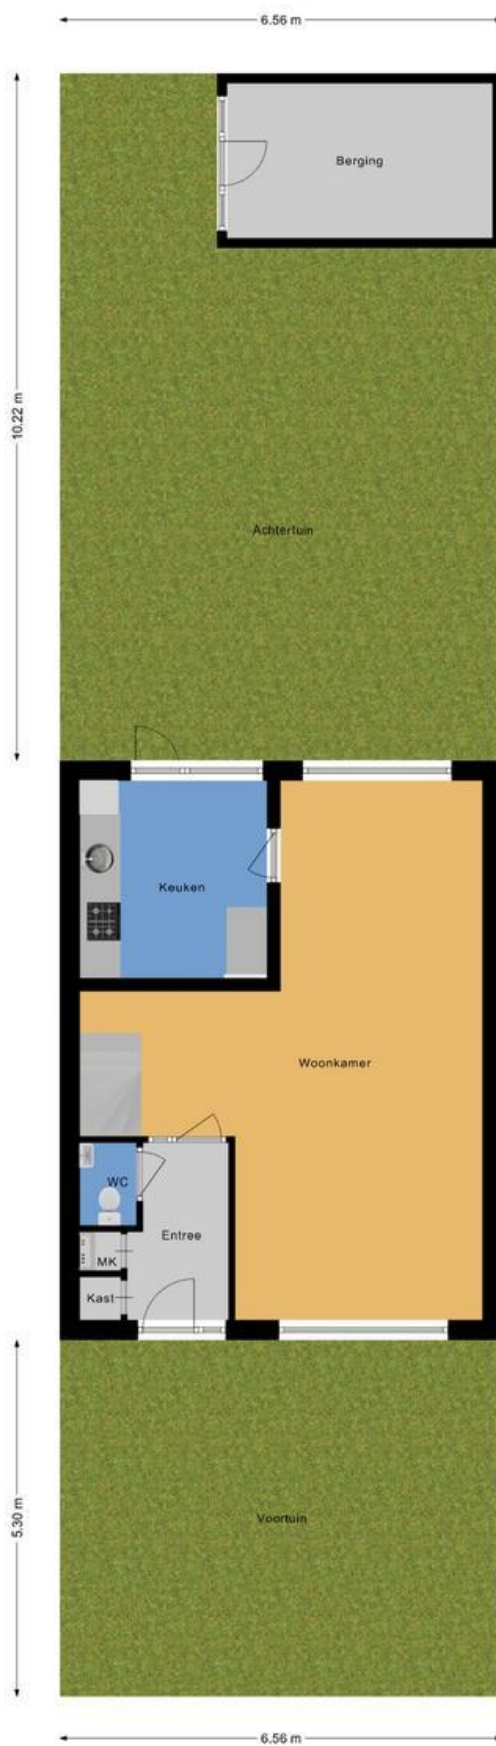 6.56 m
Berging
10.22 m
Achtertuin
Keuken
Woonkamer
WC
Entree
MK
Kast
5.30 m
Voortuin
6.56 m